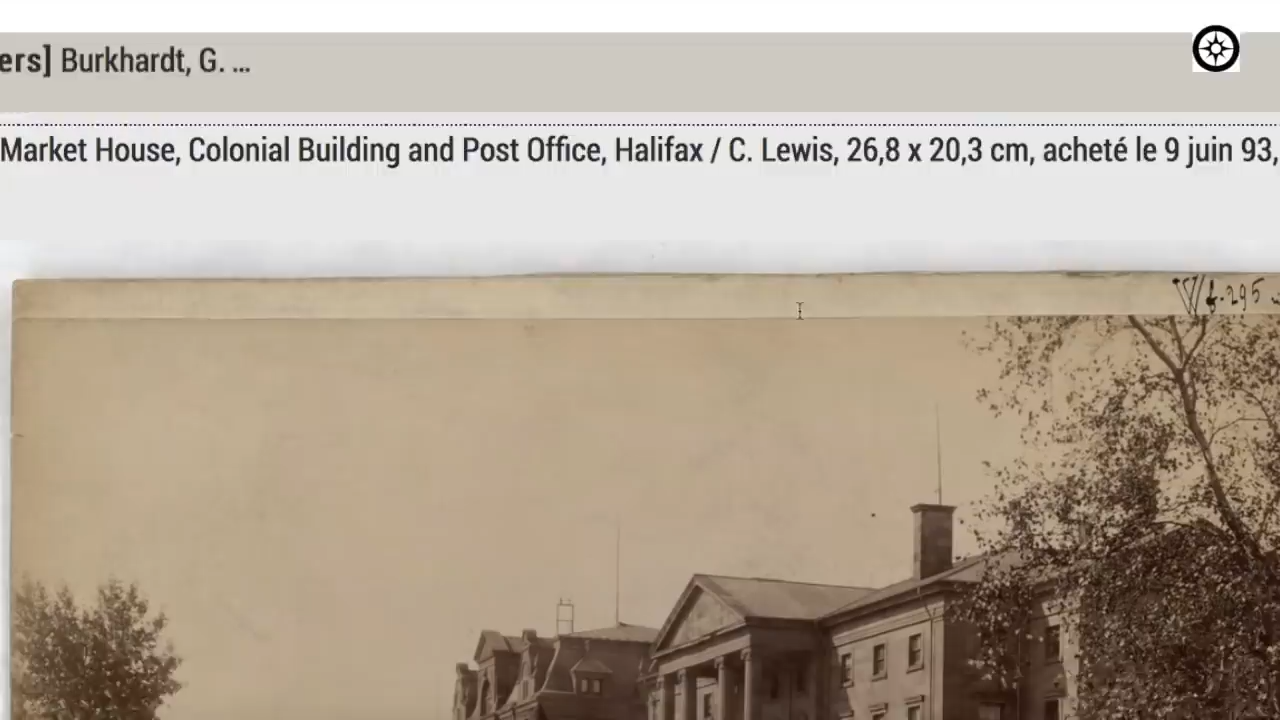 ers] Burkhardt, G. ...
Market House, Colonial Building and Post Office, Halifax / C. Lewis, 26,8 x 20,3 cm, acheté le 9 juin 93,
295